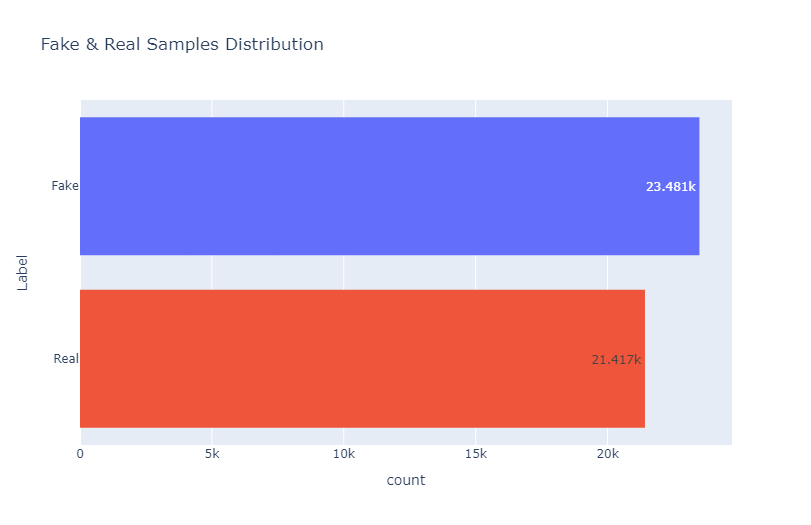 Fake & Real Samples Distribution
Fake
23.481k
Label
Real
21.417k
0 5k 10k 15k 20k
count